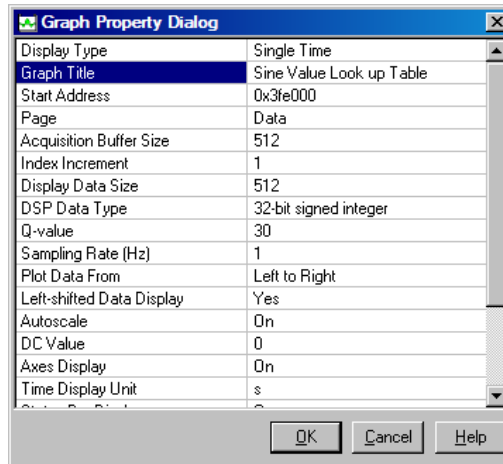 Graph Property Dialog
Display Type Single Time
Graph Title Sine Value Look up Table
Start Address 0x3fe000
Page Data
Acquisition Buffer Size 512
Index Increment 1
Display Data Size 512
DSP Data Type 32-bit signed integer
Q-value 30
Sampling Rate (Hz) 1
Plot Data From Left to Right
Left-shifted Data Display Yes
Autoscale On
DC Value 0
Axes Display On
Time Display Unit s
OK Cancel Help